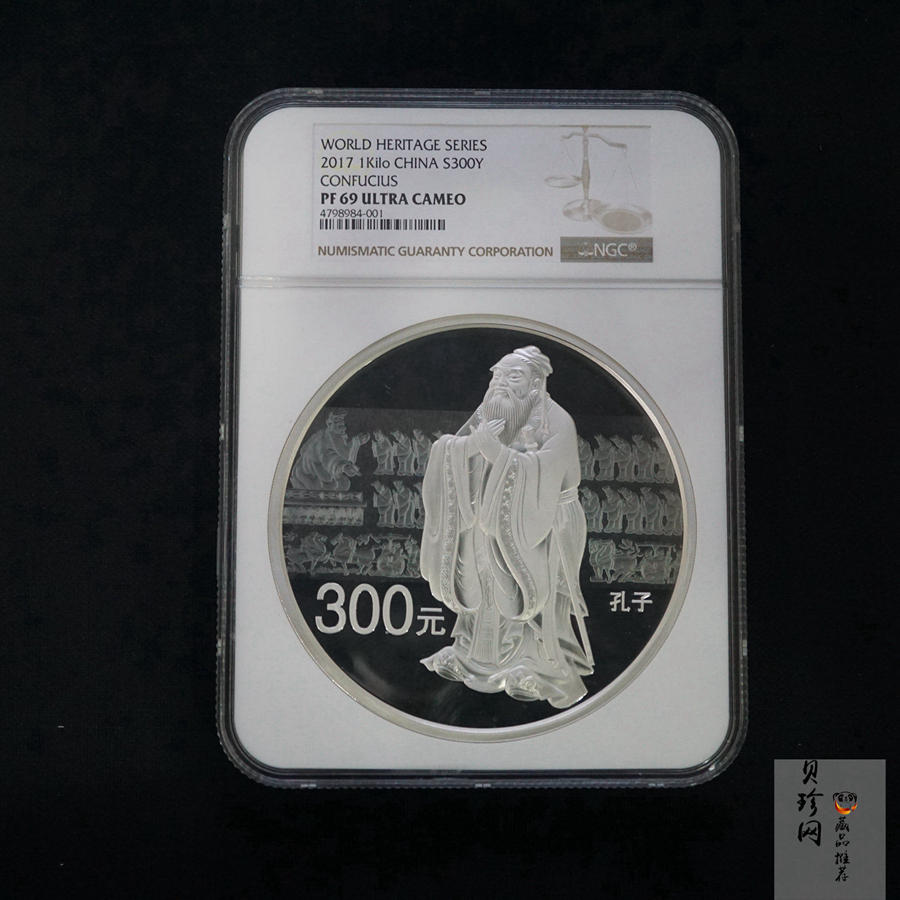 WORLD HERITAGE SERIES
2017 1Kilo CHINA S300Y
CONFUCIUS
PF 69 ULTRA CAMEO
4798984-001
NUMISMATIC GUARANTY CORPORATION
NGC®
300元
孔子
贝珍网
藏品推荐